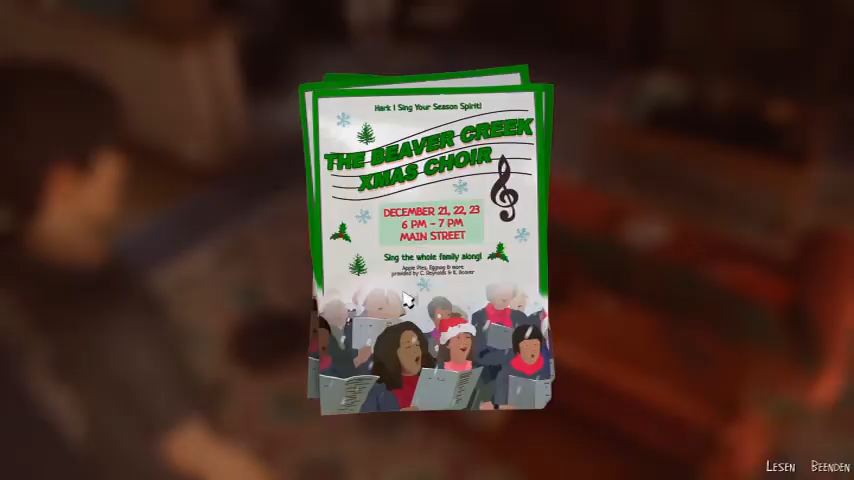 Hark ! Sing Your Season Spirit!
THE BEAVER CREEK
XMAS CHOIR
DECEMBER 21, 22, 23
6 PM - 7 PM
MAIN STREET
Sing the whole family along!
Apple Pies, Eggnog & more
provided by C. Reynolds & K. Beaver
LESEN BEENDEN